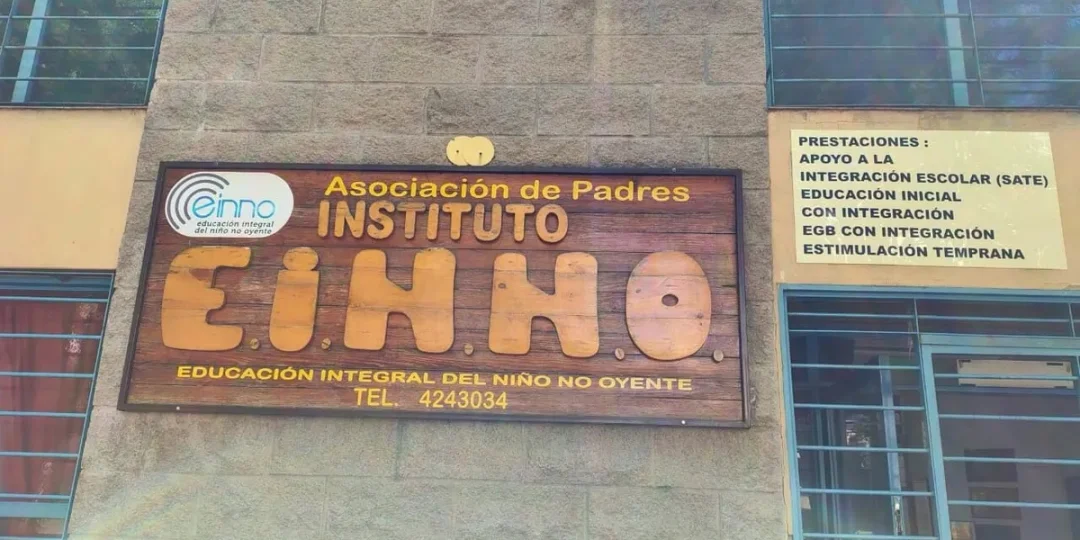 einno
educación integral
del niño no oyente
Asociación de Padres
INSTITUTO
E.i.N.N.O.
EDUCACIÓN INTEGRAL DEL NIÑO NO OYENTE
TEL. 4243034
PRESTACIONES :
APOYO A LA
INTEGRACIÓN ESCOLAR (SATE)
EDUCACIÓN INICIAL
CON INTEGRACIÓN
EGB CON INTEGRACIÓN
ESTIMULACIÓN TEMPRANA